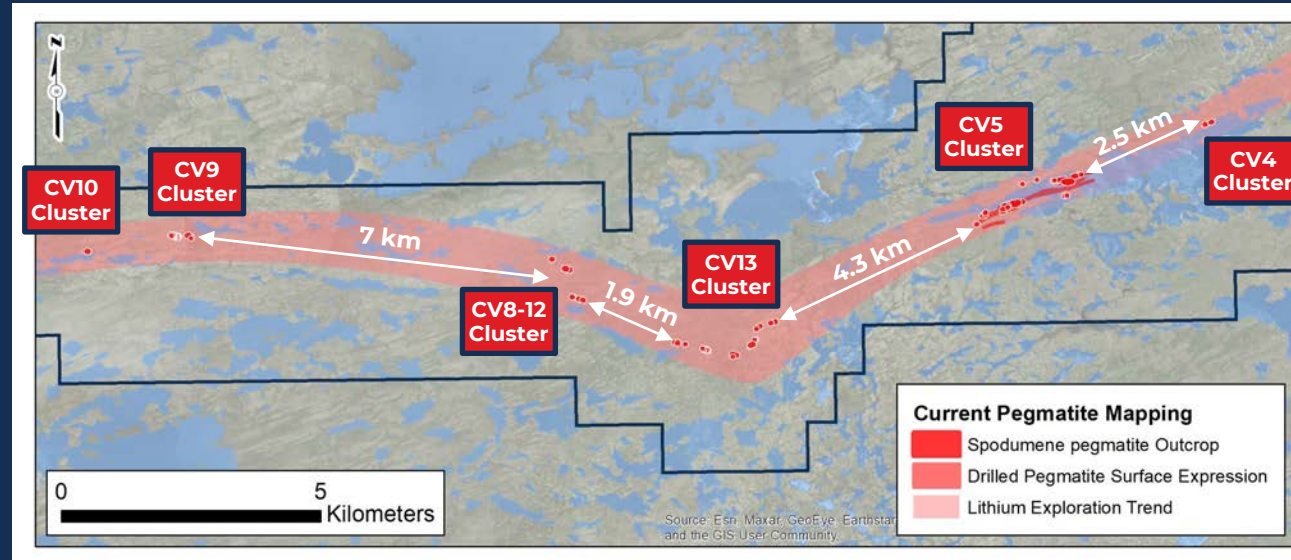 N
CV10
Cluster
CV9
Cluster
7 km
CV8-12
Cluster
1.9 km
CV13
Cluster
4.3 km
CV5
Cluster
2.5 km
CV4
Cluster
0 5
Kilometers
Source: Esri, Maxar, GeoEye, Earthstar
and the GIS User Community
Current Pegmatite Mapping
Spodumene pegmatite Outcrop
Drilled Pegmatite Surface Expression
Lithium Exploration Trend